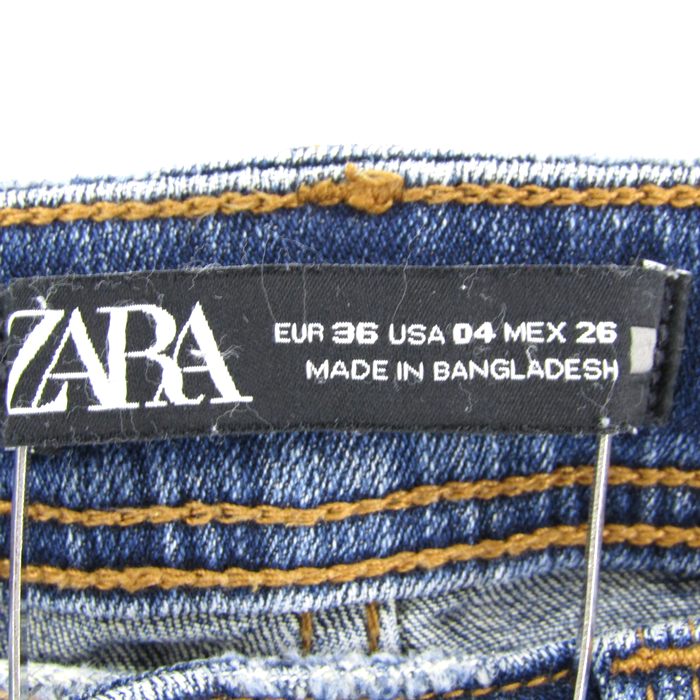 ZARA
EUR 36 USA 04 MEX 26
MADE IN BANGLADESH